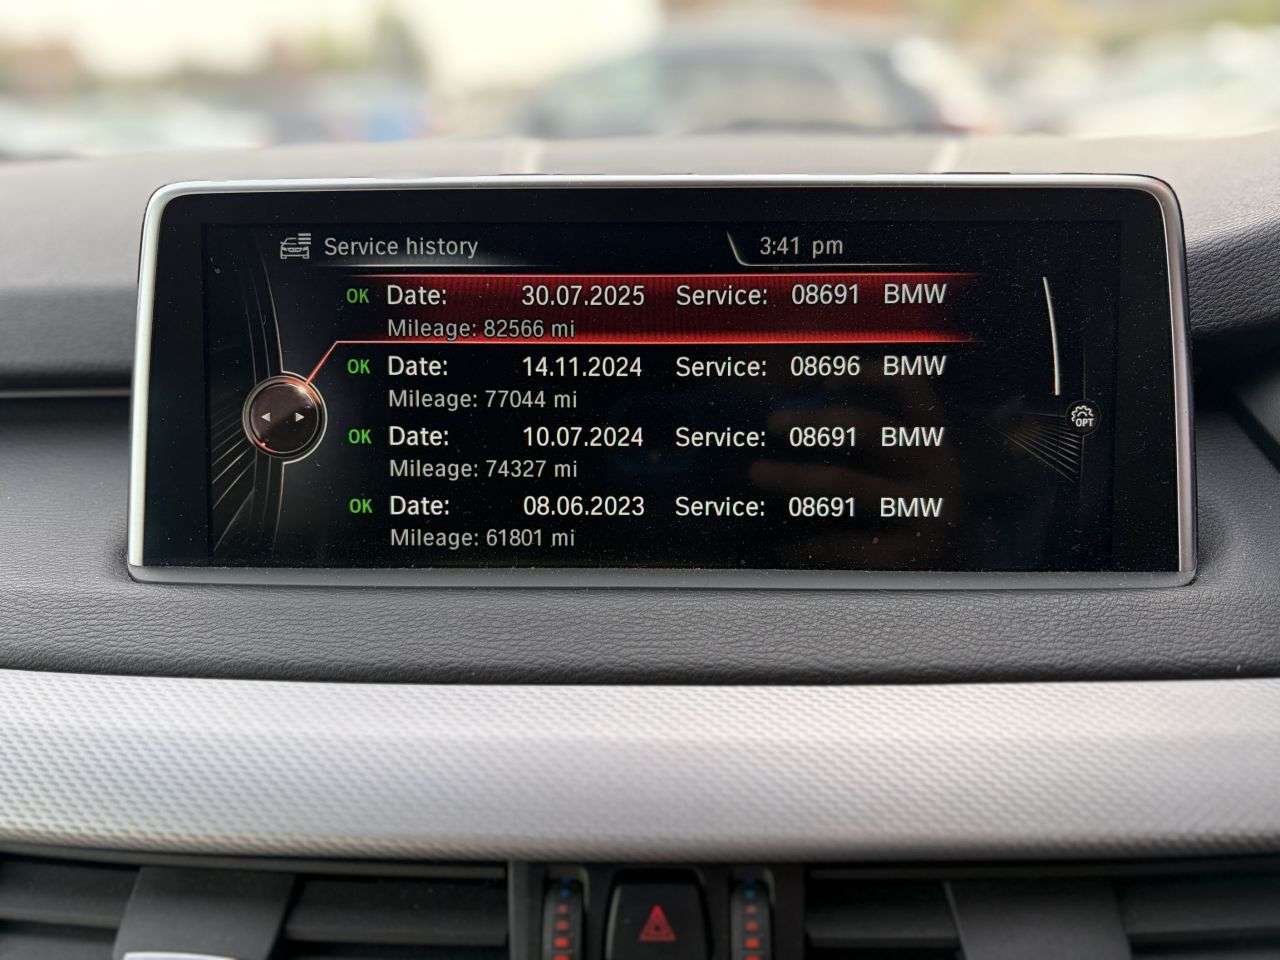 Service history 3:41 pm
OK Date: 30.07.2025 Service: 08691 BMW
Mileage: 82566 mi
OK Date: 14.11.2024 Service: 08696 BMW
Mileage: 77044 mi
OK Date: 10.07.2024 Service: 08691 BMW
Mileage: 74327 mi
OPT
OK Date: 08.06.2023 Service: 08691 BMW
Mileage: 61801 mi